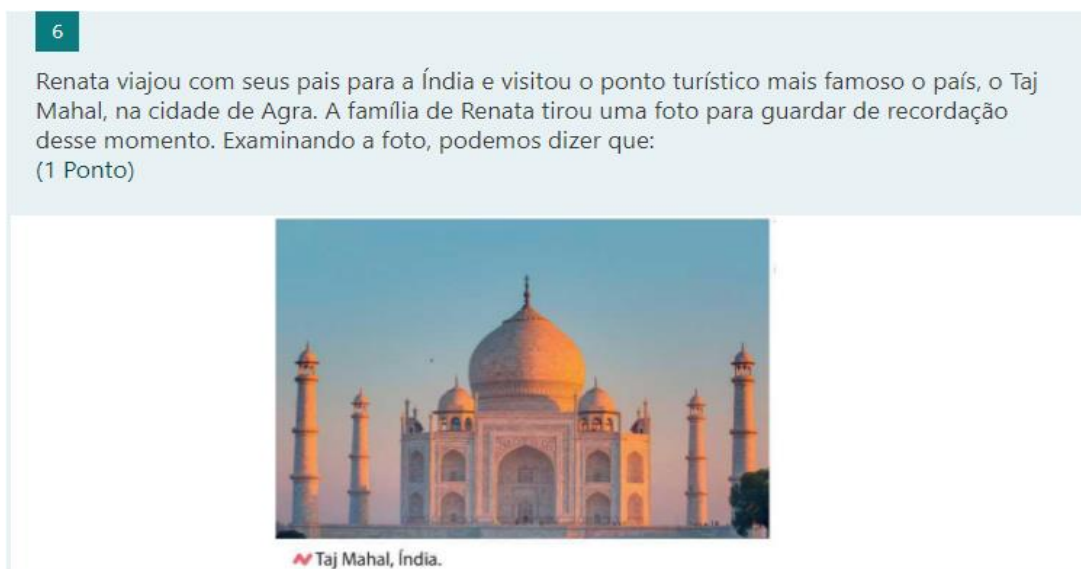 6
Renata viajou com seus pais para a Índia e visitou o ponto turístico mais famoso o país, o Taj
Mahal, na cidade de Agra. A família de Renata tirou uma foto para guardar de recordação
desse momento. Examinando a foto, podemos dizer que:
(1 Ponto)
Taj Mahal, Índia.